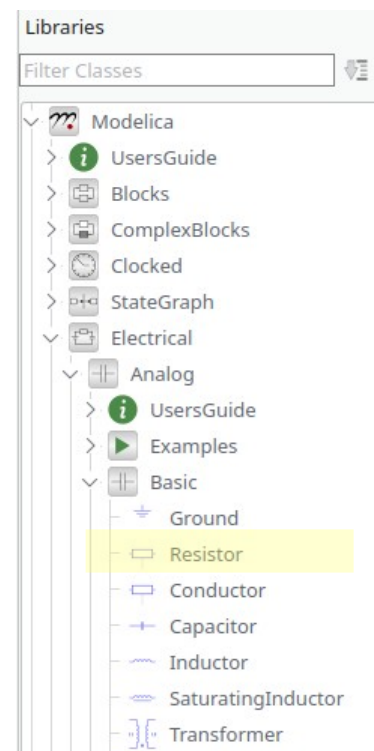 Libraries
Filter Classes
Modelica
UsersGuide
Blocks
ComplexBlocks
Clocked
StateGraph
Electrical
Analog
UsersGuide
Examples
Basic
Ground
Resistor
Conductor
Capacitor
Inductor
SaturatingInductor
Transformer